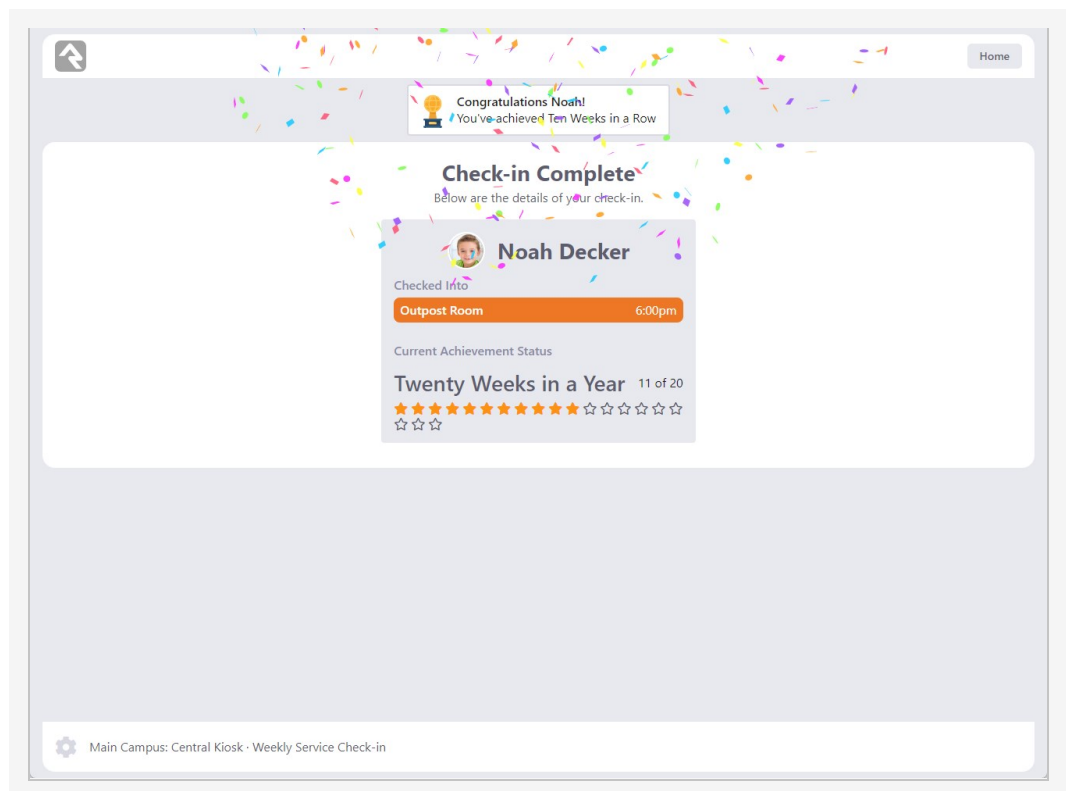 Home
Congratulations Noah!
You've achieved Ten Weeks in a Row
Check-in Complete
Below are the details of your check-in.
Noah Decker
Checked Into
Outpost Room 6:00pm
Current Achievement Status
Twenty Weeks in a Year 11 of 20
Main Campus: Central Kiosk · Weekly Service Check-in